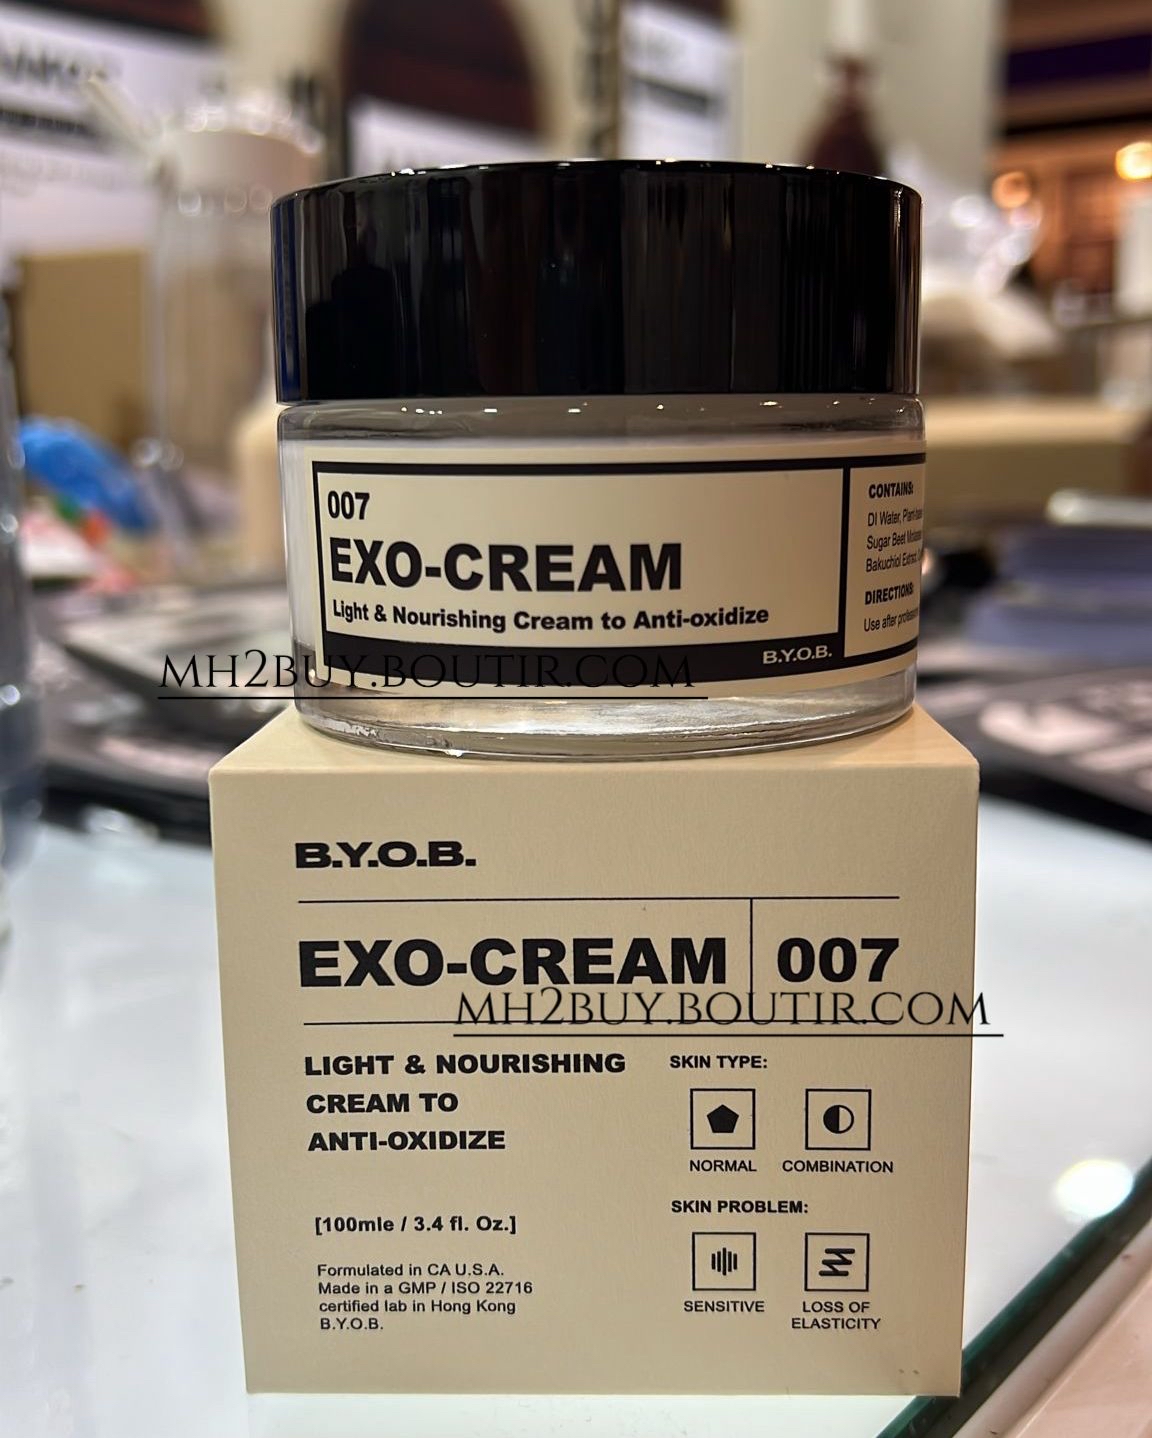 007
EXO-CREAM
Light & Nourishing Cream to Anti-oxidize
B.Y.O.B.
CONTAINS:
DI Water,
Sugar Beet
Bakuchiol Extract,
DIRECTIONS:
Use after
MH2BUY.BOUTIR.COM
B.Y.O.B.
EXO-CREAM
007
MH2BUY.BOUTIR.COM
LIGHT & NOURISHING
CREAM TO
ANTI-OXIDIZE
[100mle / 3.4 fl. Oz.]
Formulated in CA U.S.A.
Made in a GMP / ISO 22716
certified lab in Hong Kong
B.Y.O.B.
SKIN TYPE:
NORMAL
COMBINATION
SKIN PROBLEM:
SENSITIVE
LOSS OF
ELASTICITY